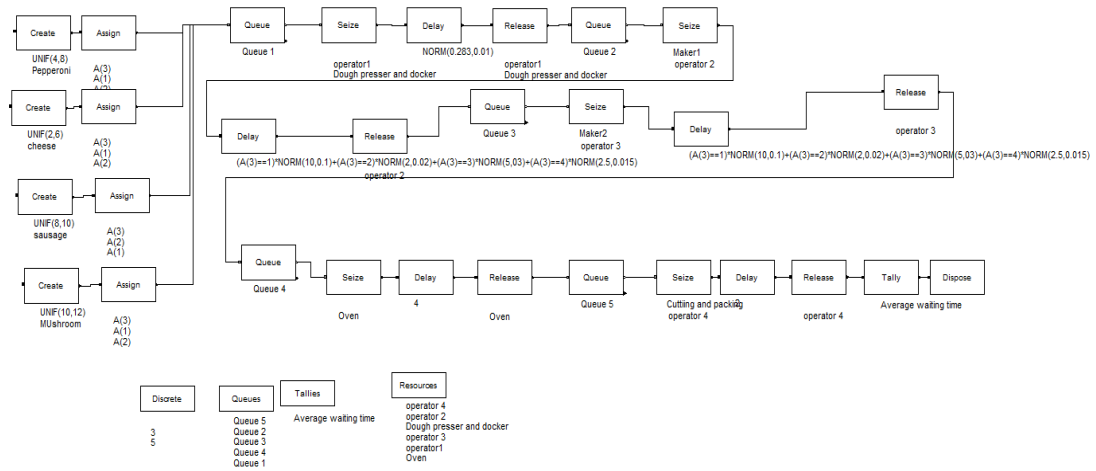 Create
Assign
UNIF(4,8)
Pepperoni
A(3)
A(1)
A(2)
Create
Assign
UNIF(2,6)
cheese
A(3)
A(1)
A(2)
Create
Assign
UNIF(8,10)
sausage
A(3)
A(2)
A(1)
Create
Assign
UNIF(10,12)
MUshroom
A(3)
A(1)
A(2)
Queue
Queue 1
Seize
operator1
Dough presser and docker
Delay
NORM(0.283,0.01)
Release
operator1
Dough presser and docker
Queue
Queue 2
Seize
Maker1
operator 2
Delay
(A(3)==1)*NORM(10,0.1)+(A(3)==2)*NORM(2,0.02)+(A(3)==3)*NORM(5,03)+(A(3)==4)*NORM(2.5,0.015)
Release
operator 2
Queue
Queue 3
Seize
Maker2
operator 3
Delay
(A(3)==1)*NORM(10,0.1)+(A(3)==2)*NORM(2,0.02)+(A(3)==3)*NORM(5,03)+(A(3)==4)*NORM(2.5,0.015)
Release
operator 3
Queue
Queue 4
Seize
Oven
Delay
4
Release
Oven
Queue
Queue 5
Seize
Cutting and packing
operator 4
Delay
2
Release
operator 4
Tally
Average waiting time
Dispose
Discrete
3
5
Queues
Queue 5
Queue 2
Queue 3
Queue 4
Queue 1
Tallies
Average waiting time
Resources
operator 4
operator 2
Dough presser and docker
operator 3
operator1
Oven